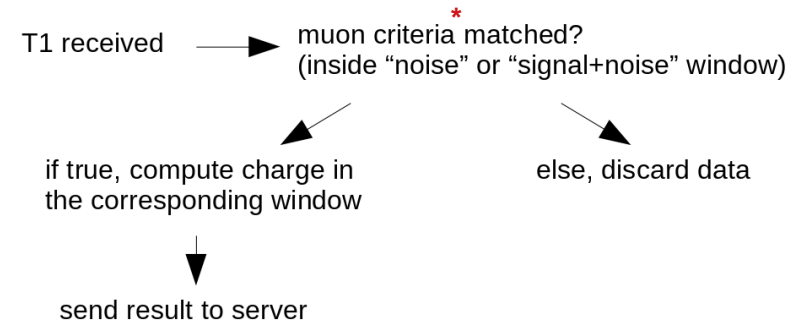 *
T1 received
muon criteria matched?
(inside “noise” or “signal+noise” window)
if true, compute charge in
the corresponding window
else, discard data
send result to server